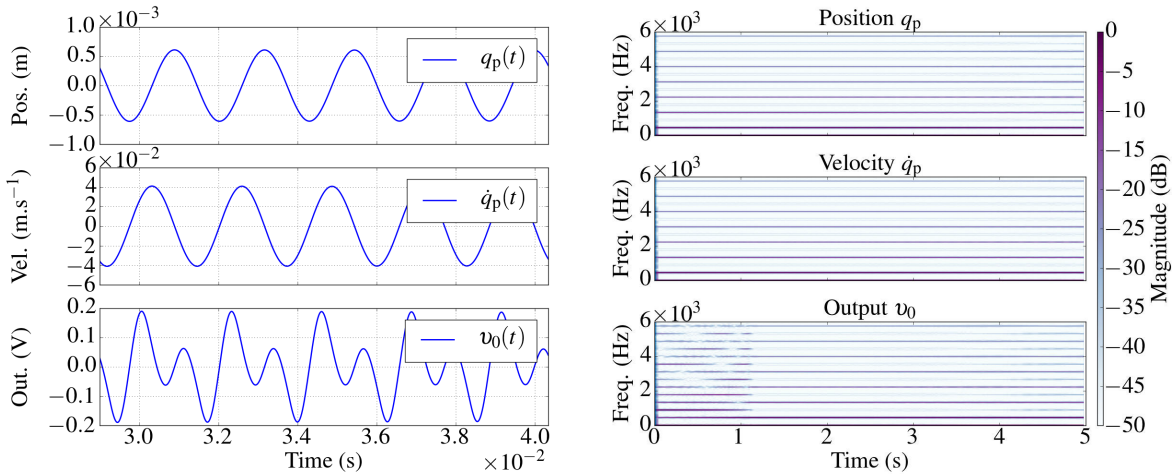 1.0×10⁻³
0.5
0.0
−0.5
−1.0
Pos. (m)
qₚ(t)
6×10⁻²
4
2
0
−2
−4
−6
Vel. (m.s⁻¹)
q̇ₚ(t)
0.2
0.1
0.0
−0.1
−0.2
Out. (V)
υ₀(t)
3.0 3.2 3.4 3.6 3.8 4.0
Time (s) ×10⁻²
Position qₚ
6×10³
4
2
0
Freq. (Hz)
Velocity q̇ₚ
6×10³
4
2
0
Freq. (Hz)
Output υ₀
6×10³
4
2
0
Freq. (Hz)
0 1 2 3 4 5
Time (s)
0
−5
−10
−15
−20
−25
−30
−35
−40
−45
−50
Magnitude (dB)